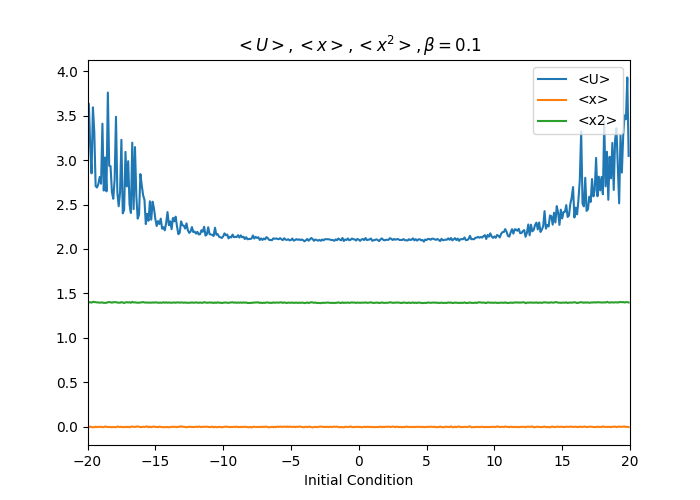 < U >, < x >, < x² >, β = 0.1
4.0
3.5
3.0
2.5
2.0
1.5
1.0
0.5
0.0
<U>
<x>
<x2>
−20 −15 −10 −5 0 5 10 15 20
Initial Condition